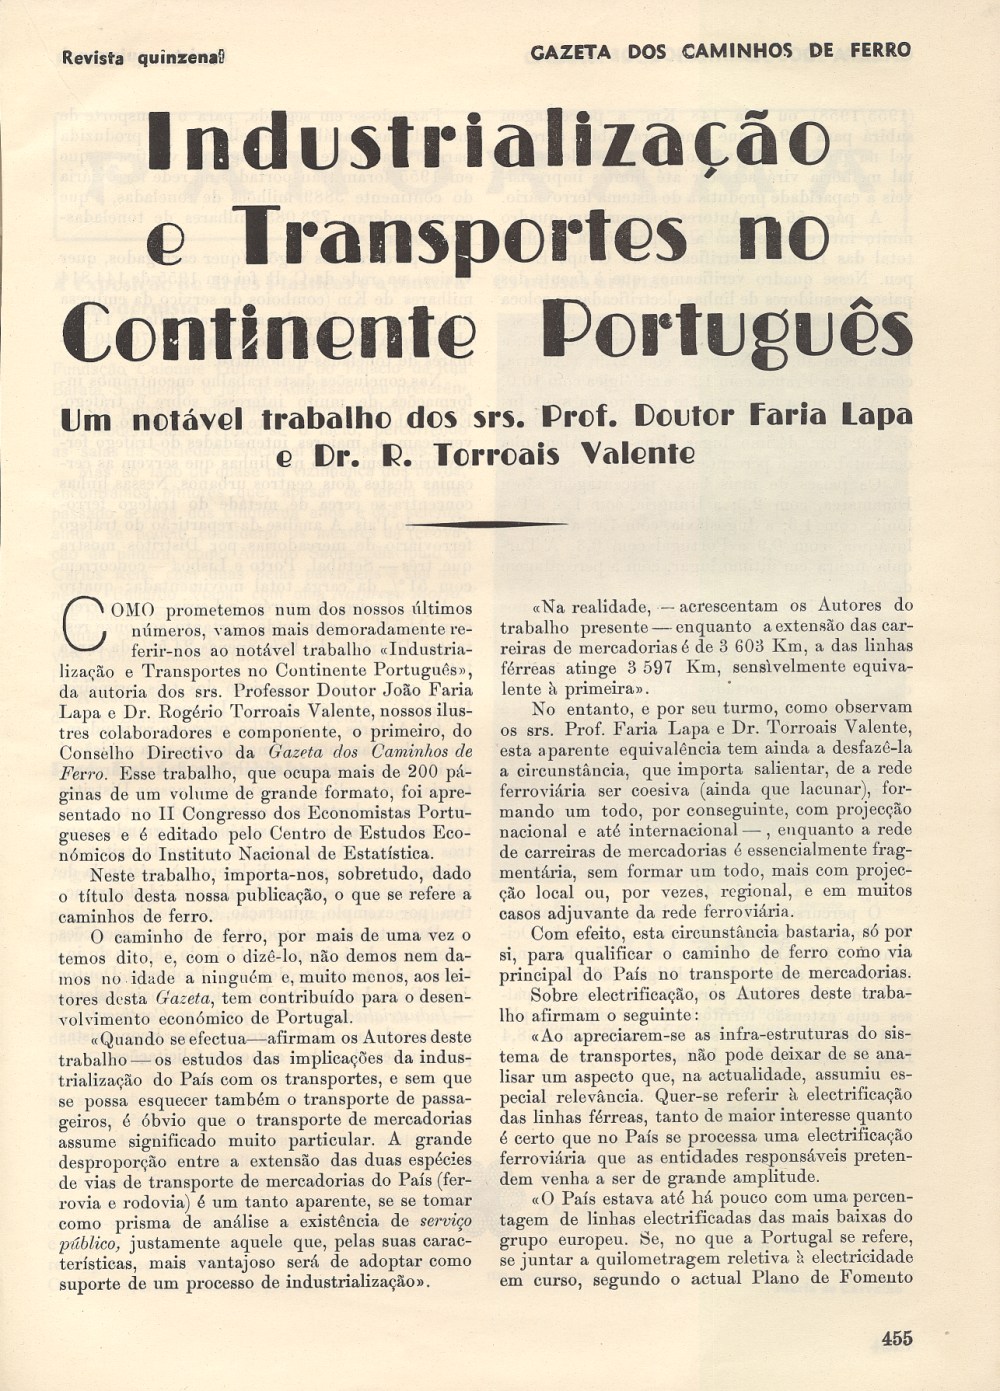 Revista quinzenal
GAZETA DOS CAMINHOS DE FERRO
Industrialização
e Transportes no
Continente Português
Um notável trabalho dos srs. Prof. Doutor Faria Lapa
e Dr. R. Torroais Valente
COMO prometemos num dos nossos últimos
números, vamos mais demoradamente re-
ferir-nos ao notável trabalho «Industria-
lização e Transportes no Continente Português»,
da autoria dos srs. Professor Doutor João Faria
Lapa e Dr. Rogério Torroais Valente, nossos ilus-
tres colaboradores e componente, o primeiro, do
Conselho Directivo da Gazeta dos Caminhos de
Ferro. Esse trabalho, que ocupa mais de 200 pá-
ginas de um volume de grande formato, foi apre-
sentado no II Congresso dos Economistas Portu-
gueses e é editado pelo Centro de Estudos Eco-
nómicos do Instituto Nacional de Estatística.
Neste trabalho, importa-nos, sobretudo, dado
o título desta nossa publicação, o que se refere a
caminhos de ferro.
O caminho de ferro, por mais de uma vez o
temos dito, e, com o dizê-lo, não demos nem da-
mos no idade a ninguém e, muito menos, aos lei-
tores desta Gazeta, tem contribuído para o desen-
volvimento económico de Portugal.
«Quando se efectua—afirmam os Autores deste
trabalho — os estudos das implicações da indus-
trialização do País com os transportes, e sem que
se possa esquecer também o transporte de passa-
geiros, é óbvio que o transporte de mercadorias
assume significado muito particular. A grande
desproporção entre a extensão das duas espécies
de vias de transporte de mercadorias do País (fer-
rovia e rodovia) é um tanto aparente, se se tomar
como prisma de análise a existência de serviço
público, justamente aquele que, pelas suas carac-
terísticas, mais vantajoso será de adoptar como
suporte de um processo de industrialização».
«Na realidade, — acrescentam os Autores do
trabalho presente — enquanto a extensão das car-
reiras de mercadorias é de 3 603 Km, a das linhas
férreas atinge 3 597 Km, sensìvelmente equiva-
lente à primeira».
No entanto, e por seu turno, como observam
os srs. Prof. Faria Lapa e Dr. Torroais Valente,
esta aparente equivalência tem ainda a desfazê-la
a circunstância, que importa salientar, de a rede
ferroviária ser coesiva (ainda que lacunar), for-
mando um todo, por conseguinte, com projecção
nacional e até internacional — , enquanto a rede
de carreiras de mercadorias é essencialmente frag-
mentária, sem formar um todo, mais com projec-
ção local ou, por vezes, regional, e em muitos
casos adjuvante da rede ferroviária.
Com efeito, esta circunstância bastaria, só por
si, para qualificar o caminho de ferro como via
principal do País no transporte de mercadorias.
Sobre electrificação, os Autores deste traba-
lho afirmam o seguinte:
«Ao apreciarem-se as infra-estruturas do sis-
tema de transportes, não pode deixar de se ana-
lisar um aspecto que, na actualidade, assumiu es-
pecial relevância. Quer-se referir à electrificação
das linhas férreas, tanto de maior interesse quanto
é certo que no País se processa uma electrificação
ferroviária que as entidades responsáveis preten-
dem venha a ser de grande amplitude.
«O País estava até há pouco com uma percen-
tagem de linhas electrificadas das mais baixas do
grupo europeu. Se, no que a Portugal se refere,
se juntar a quilometragem reletiva à electricidade
em curso, segundo o actual Plano de Fomento
455